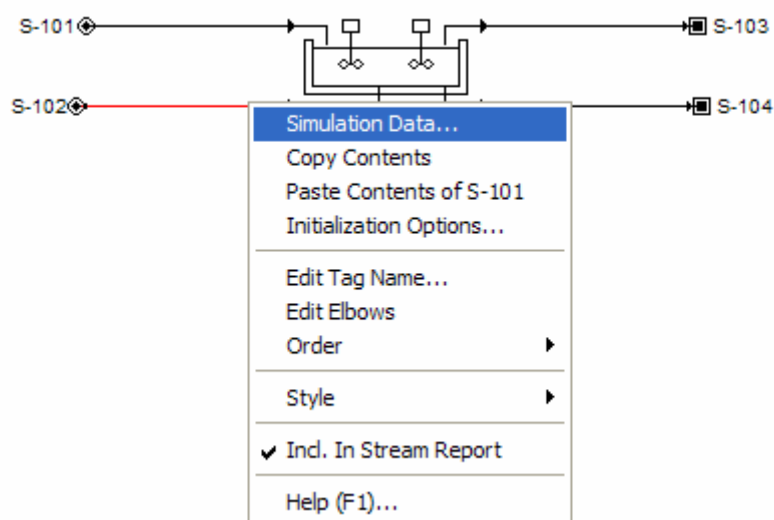 S-101
S-103
S-102
S-104
Simulation Data...
Copy Contents
Paste Contents of S-101
Initialization Options...
Edit Tag Name...
Edit Elbows
Order
Style
Incl. In Stream Report
Help (F1)...